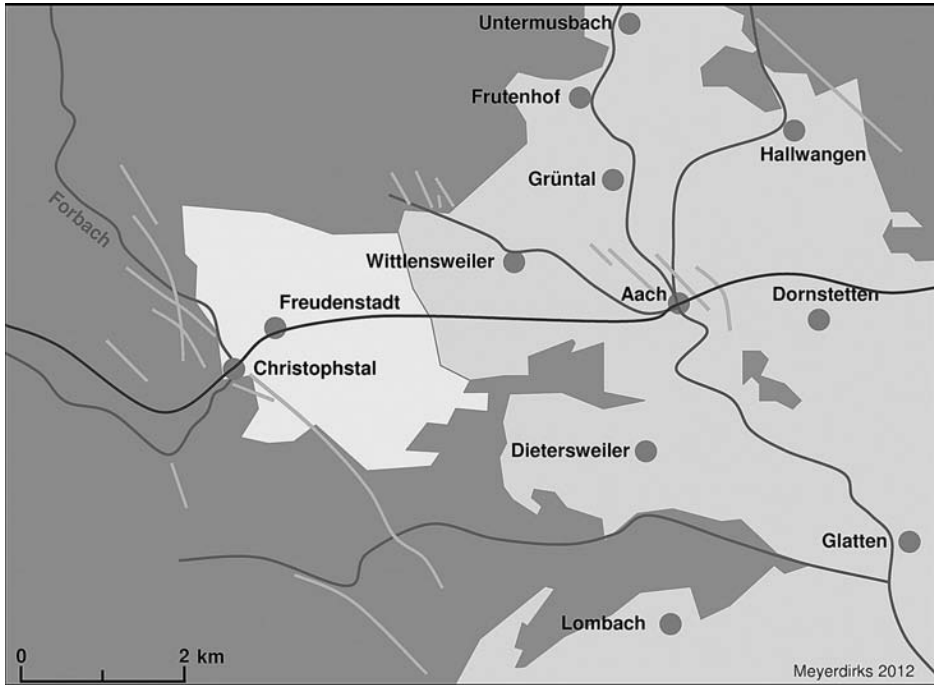 Untermusbach
Frutenhof
Hallwangen
Grüntal
Forbach
Wittlensweiler
Aach
Dornstetten
Freudenstadt
Christophstal
Dietersweiler
Glatten
Lombach
0 2 km
Meyerdirks 2012